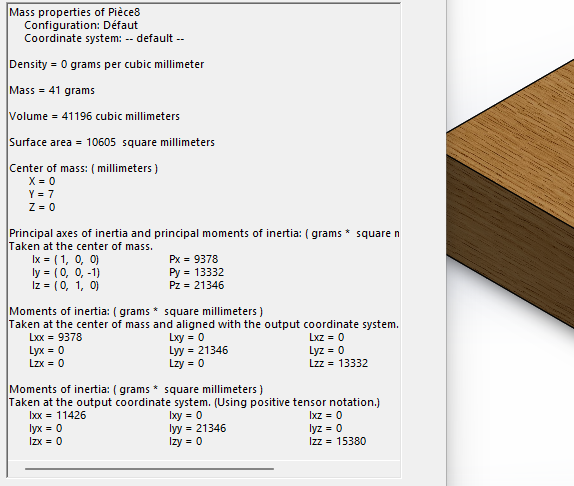 Mass properties of Pièce8
Configuration: Défaut
Coordinate system: -- default --
Density = 0 grams per cubic millimeter
Mass = 41 grams
Volume = 41196 cubic millimeters
Surface area = 10605 square millimeters
Center of mass: ( millimeters )
X = 0
Y = 7
Z = 0
Principal axes of inertia and principal moments of inertia: ( grams * square
Taken at the center of mass.
Ix = ( 1, 0, 0) Px = 9378
Iy = ( 0, 0, -1) Py = 13332
Iz = ( 0, 1, 0) Pz = 21346
Moments of inertia: ( grams * square millimeters )
Taken at the center of mass and aligned with the output coordinate system.
Lxx = 9378 Lxy = 0 Lxz = 0
Lyx = 0 Lyy = 21346 Lyz = 0
Lzx = 0 Lzy = 0 Lzz = 13332
Moments of inertia: ( grams * square millimeters )
Taken at the output coordinate system. (Using positive tensor notation.)
Ixx = 11426 Ixy = 0 Ixz = 0
Iyx = 0 Iyy = 21346 Iyz = 0
Izx = 0 Izy = 0 Izz = 15380